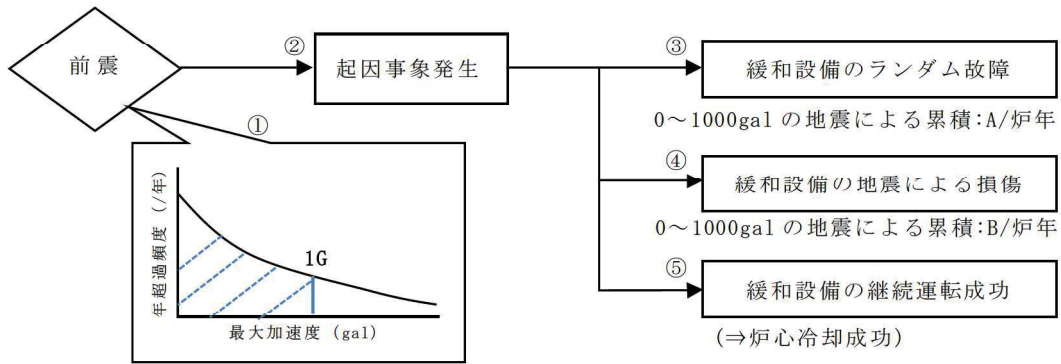 前震
②
起因事象発生
③
緩和設備のランダム故障
0～1000galの地震による累積:A/炉年
①
④
緩和設備の地震による損傷
0～1000galの地震による累積:B/炉年
年超過頻度 (/年)
1G
最大加速度 (gal)
⑤
緩和設備の継続運転成功
(⇒炉心冷却成功)